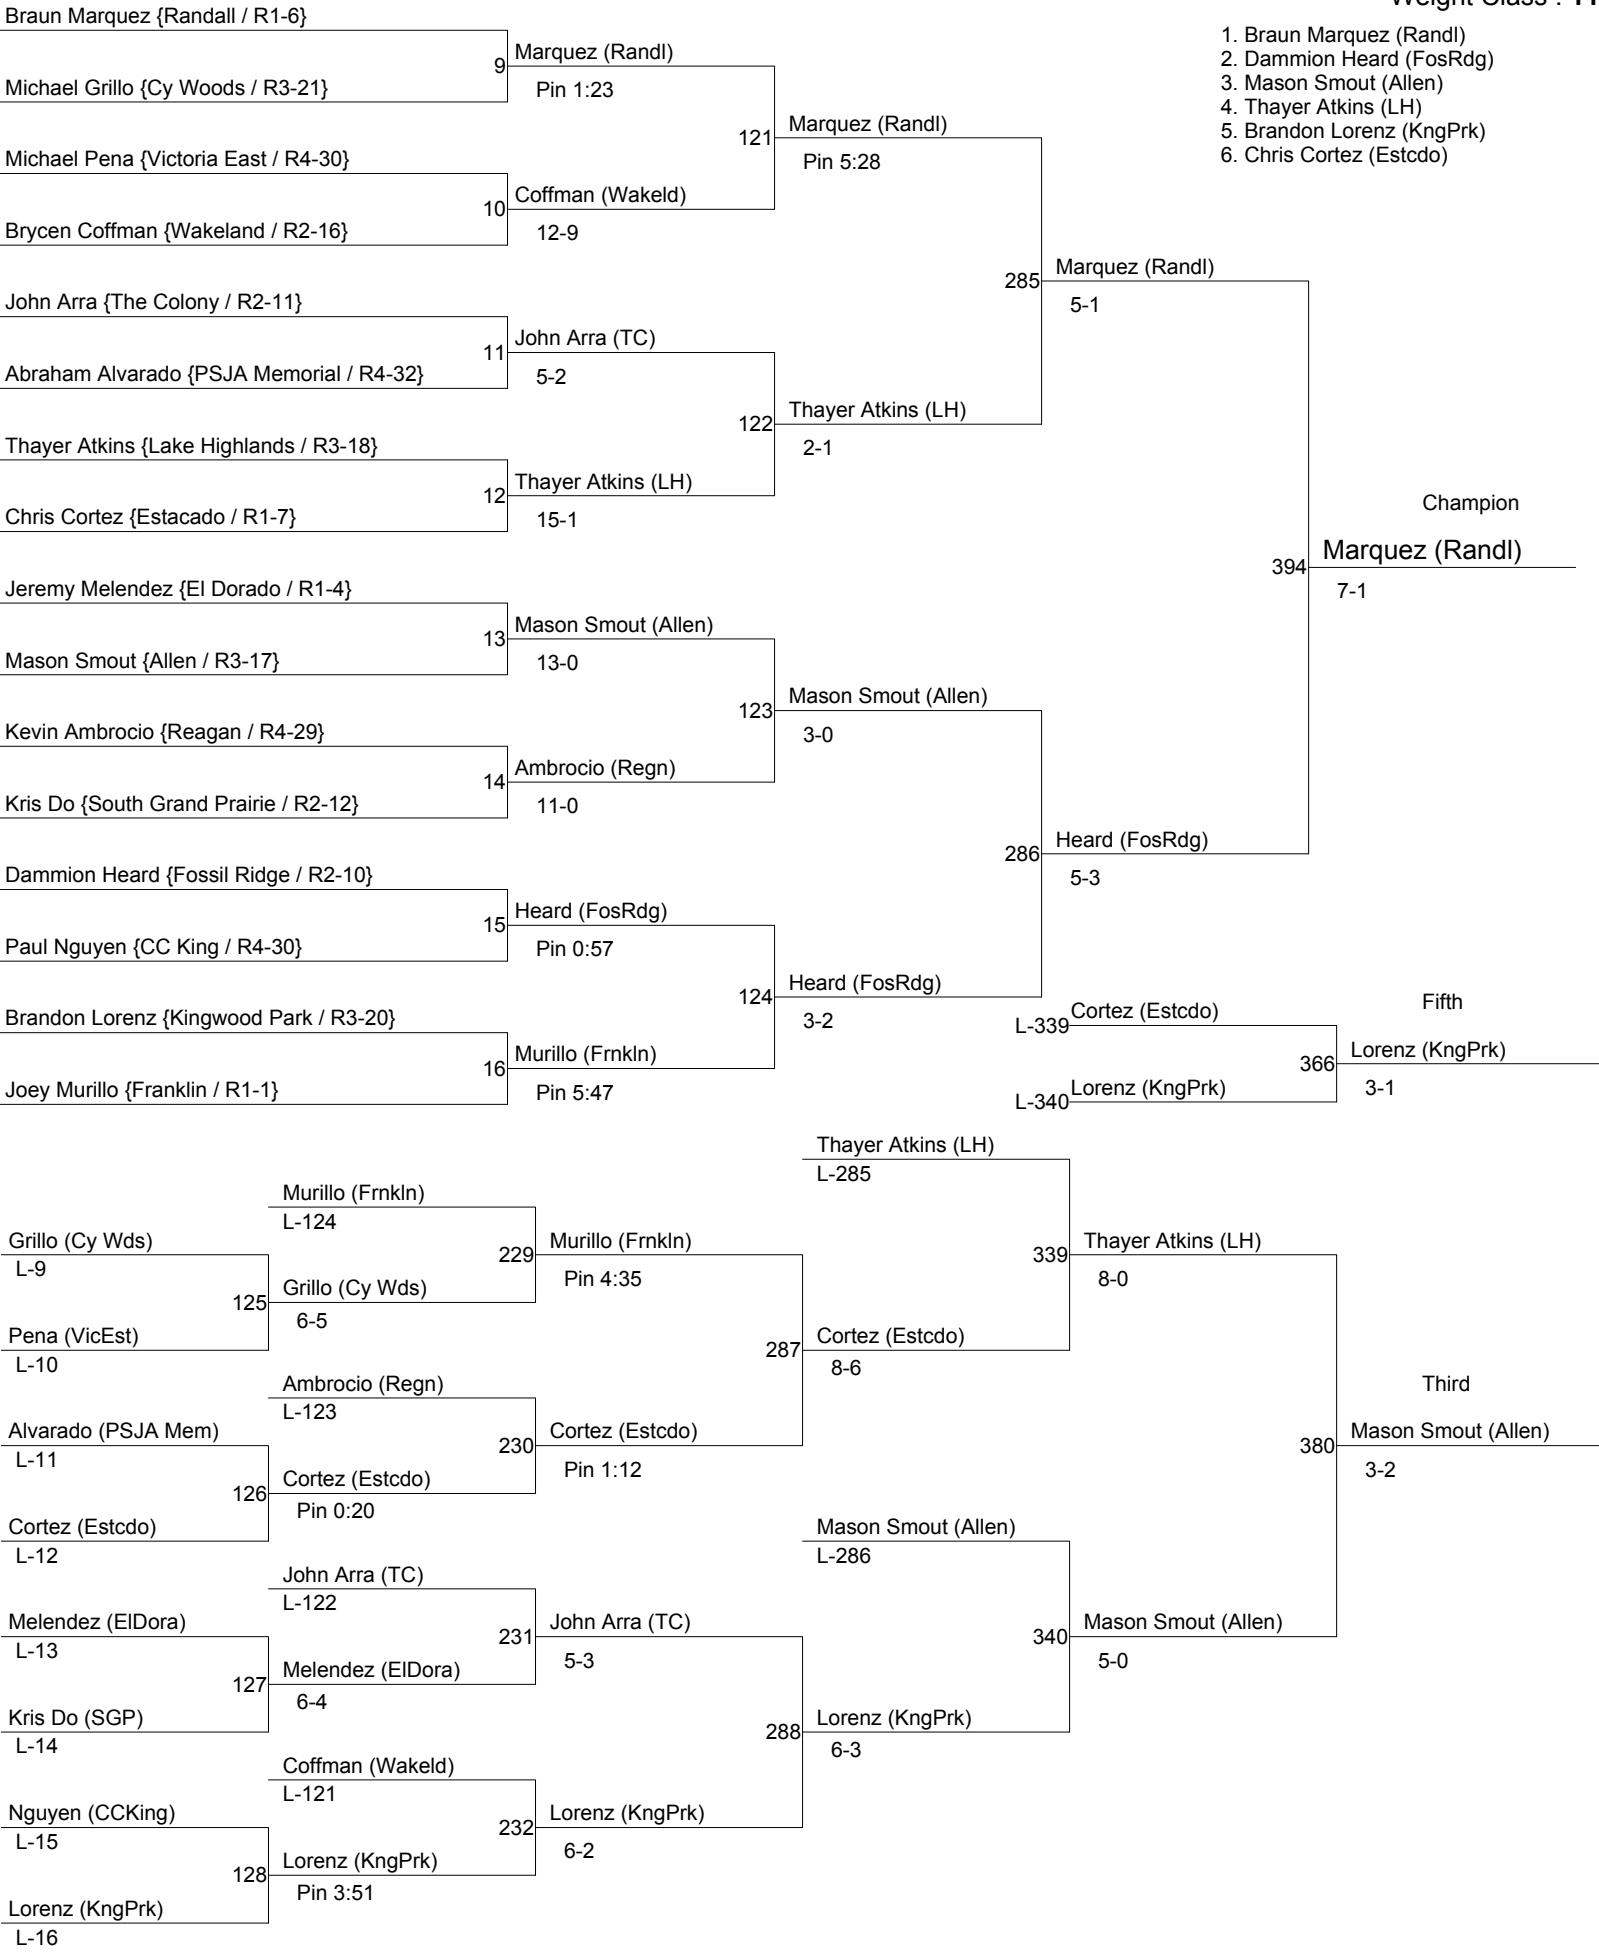 Weight Class :
1. Braun Marquez (Randl)
2. Dammion Heard (FosRdg)
3. Mason Smout (Allen)
4. Thayer Atkins (LH)
5. Brandon Lorenz (KngPrk)
6. Chris Cortez (Estcdo)
Braun Marquez {Randall / R1-6}
9
Michael Grillo {Cy Woods / R3-21}
Michael Pena {Victoria East / R4-30}
10
Brycen Coffman {Wakeland / R2-16}
John Arra {The Colony / R2-11}
11
Abraham Alvarado {PSJA Memorial / R4-32}
Thayer Atkins {Lake Highlands / R3-18}
12
Chris Cortez {Estacado / R1-7}
Jeremy Melendez {El Dorado / R1-4}
13
Mason Smout {Allen / R3-17}
Kevin Ambrocio {Reagan / R4-29}
14
Kris Do {South Grand Prairie / R2-12}
Dammion Heard {Fossil Ridge / R2-10}
15
Paul Nguyen {CC King / R4-30}
Brandon Lorenz {Kingwood Park / R3-20}
16
Joey Murillo {Franklin / R1-1}
Marquez (Randl)
Pin 1:23
121
Coffman (Wakeld)
12-9
John Arra (TC)
5-2
122
Thayer Atkins (LH)
15-1
Mason Smout (Allen)
13-0
123
Ambrocio (Regn)
11-0
Heard (FosRdg)
Pin 0:57
124
Murillo (Frnkln)
Pin 5:47
Marquez (Randl)
Pin 5:28
285
Thayer Atkins (LH)
2-1
Mason Smout (Allen)
3-0
286
Heard (FosRdg)
3-2
Marquez (Randl)
5-1
394
Heard (FosRdg)
5-3
Champion
Marquez (Randl)
7-1
Fifth
Cortez (Estcdo)
L-339
366
Lorenz (KngPrk)
L-340
Lorenz (KngPrk)
3-1
Grillo (Cy Wds)
L-9
125
Pena (VicEst)
L-10
Alvarado (PSJA Mem)
L-11
126
Cortez (Estcdo)
L-12
Melendez (ElDora)
L-13
127
Kris Do (SGP)
L-14
Nguyen (CCKing)
L-15
128
Lorenz (KngPrk)
L-16
Murillo (Frnkln)
L-124
229
Grillo (Cy Wds)
6-5
Ambrocio (Regn)
L-123
230
Cortez (Estcdo)
Pin 0:20
John Arra (TC)
L-122
231
Melendez (ElDora)
6-4
Coffman (Wakeld)
L-121
232
Lorenz (KngPrk)
Pin 3:51
Murillo (Frnkln)
Pin 4:35
287
Cortez (Estcdo)
Pin 1:12
John Arra (TC)
5-3
288
Lorenz (KngPrk)
6-2
Thayer Atkins (LH)
L-285
339
Cortez (Estcdo)
8-6
Mason Smout (Allen)
L-286
340
Lorenz (KngPrk)
6-3
Thayer Atkins (LH)
8-0
380
Mason Smout (Allen)
5-0
Third
Mason Smout (Allen)
3-2